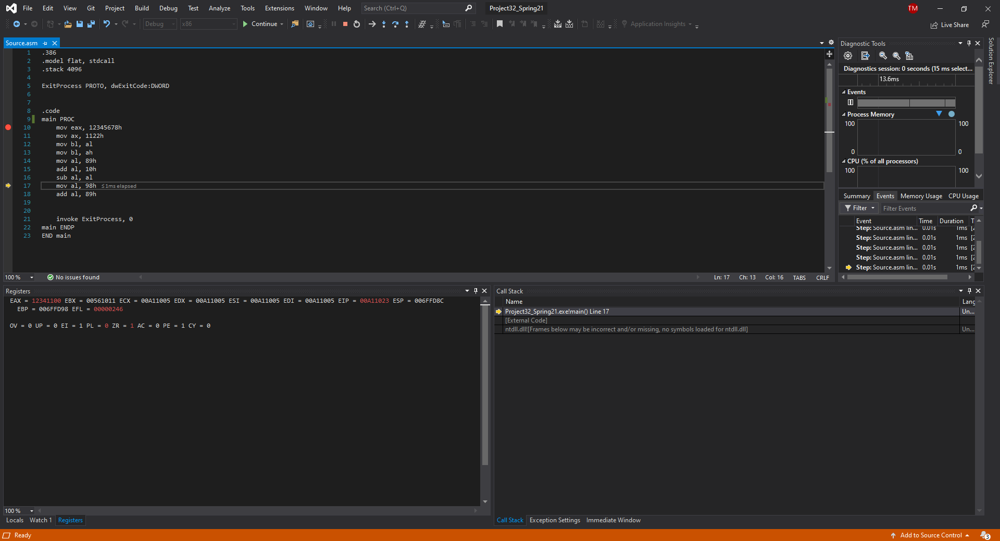 File Edit View Git Project Build Debug Test Analyze Tools Extensions Window Help Search (Ctrl+Q) Project32_Spring21 TM
Debug x86 Continue Application Insights Live Share
Source.asm
1 .386
2 .model flat, stdcall
3 .stack 4096
4
5 ExitProcess PROTO, dwExitCode:DWORD
6
7
8 .code
9 main PROC
10 mov eax, 12345678h
11 mov ax, 1122h
12 mov bl, al
13 mov bl, ah
14 mov al, 89h
15 add al, 10h
16 sub al, al
17 mov al, 98h ≤1ms elapsed
18 add al, 89h
19
20
21 invoke ExitProcess, 0
22 main ENDP
23 END main
100 % No issues found Ln: 17 Ch: 13 Col: 16 TABS CRLF
Diagnostic Tools
Diagnostics session: 0 seconds (15 ms select...
13.6ms
Events
Process Memory
100 100
0 0
CPU (% of all processors)
100 100
Summary Events Memory Usage CPU Usage
Filter Filter Events
Event Time Duration T
Step: Source.asm lin... 0.01s 1ms [2
Step: Source.asm lin... 0.01s 1ms [2
Step: Source.asm lin... 0.01s 1ms [2
Step: Source.asm lin... 0.01s 1ms [2
Step: Source.asm lin... 0.01s 1ms [2
Solution Explorer
Registers
EAX = 12341100 EBX = 00561011 ECX = 00A11005 EDX = 00A11005 ESI = 00A11005 EDI = 00A11005 EIP = 00A11023 ESP = 006FFD8C
EBP = 006FFD98 EFL = 00000246
OV = 0 UP = 0 EI = 1 PL = 0 ZR = 1 AC = 0 PE = 1 CY = 0
100 %
Locals Watch 1 Registers
Call Stack
Name Lang
Project32_Spring21.exe!main() Line 17 Un...
[External Code]
ntdll.dll![Frames below may be incorrect and/or missing, no symbols loaded for ntdll.dll] Un...
Call Stack Exception Settings Immediate Window
Ready Add to Source Control 3